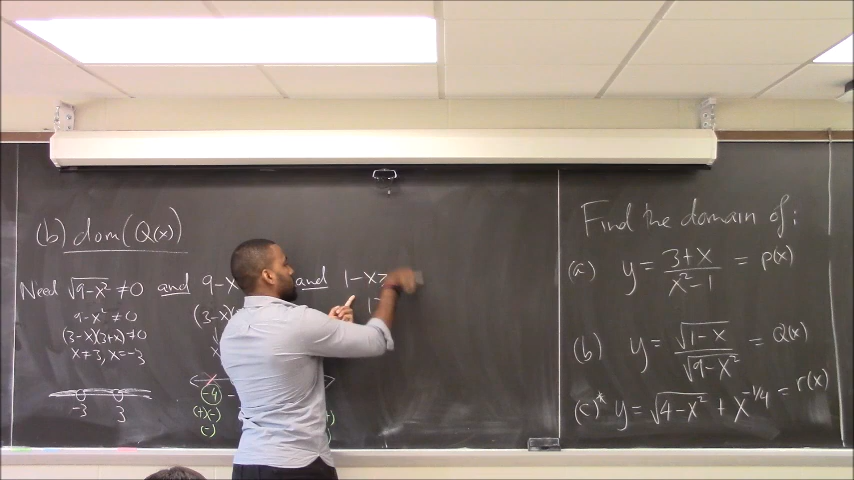 (b) dom(Q(x))
Need √(9-x²) ≠ 0 and 9-x and 1-x≥
9-x² ≠ 0
(3-x)(3+x) ≠ 0
x ≠ 3, x ≠ -3
-3 3
(3-x)
-4
(+)(-)
(-)
Find the domain of:
(a) y = (3+x)/(x²-1) = p(x)
(b) y = √(1-x)/√(9-x²) = Q(x)
(c)* y = √(4-x²) + x^(-1/4) = r(x)